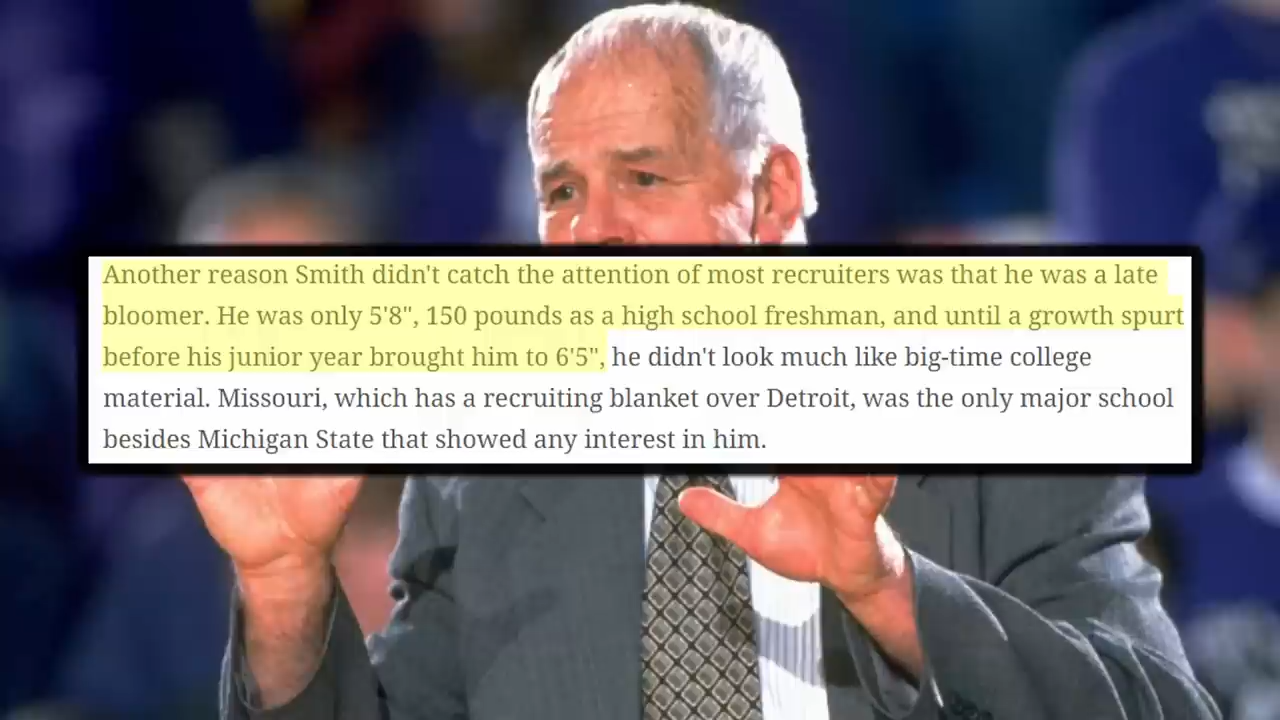 Another reason Smith didn't catch the attention of most recruiters was that he was a late
bloomer. He was only 5'8", 150 pounds as a high school freshman, and until a growth spurt
before his junior year brought him to 6'5", he didn't look much like big-time college
material. Missouri, which has a recruiting blanket over Detroit, was the only major school
besides Michigan State that showed any interest in him.